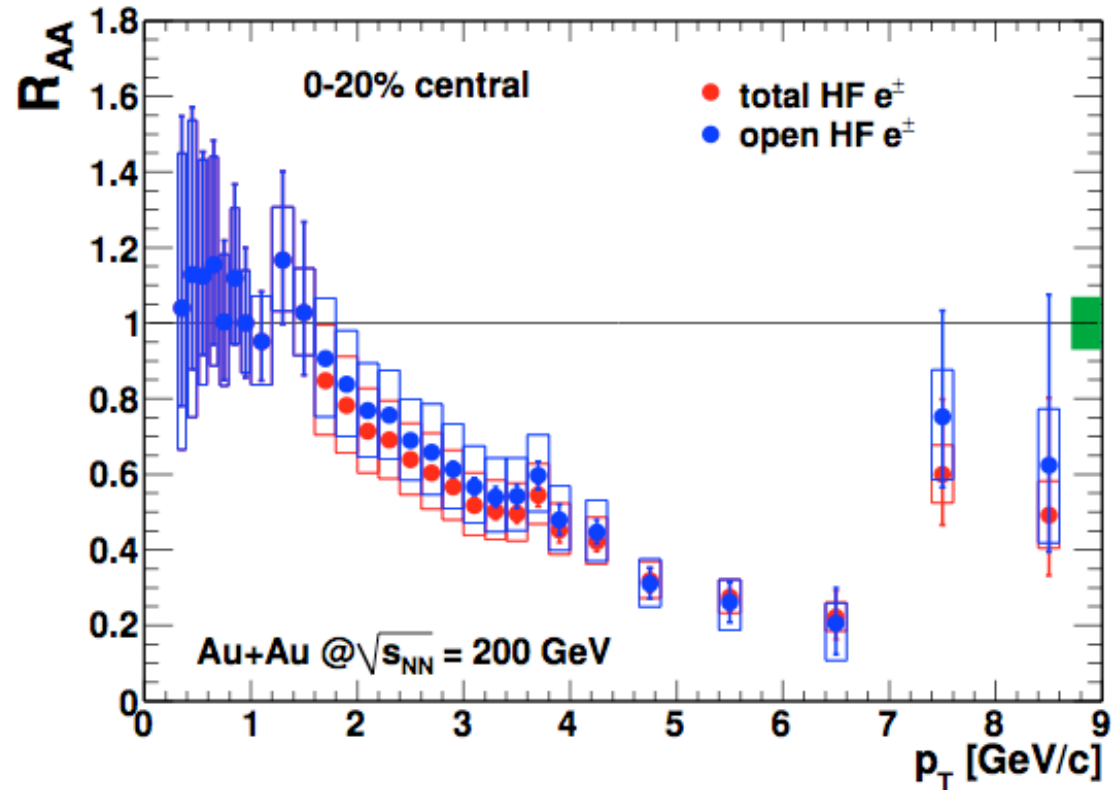 R_AA
1.8
1.6
1.4
1.2
1
0.8
0.6
0.4
0.2
0
0-20% central
total HF e^±
open HF e^±
Au+Au @√s_NN = 200 GeV
0 1 2 3 4 5 6 7 8 9
p_T [GeV/c]